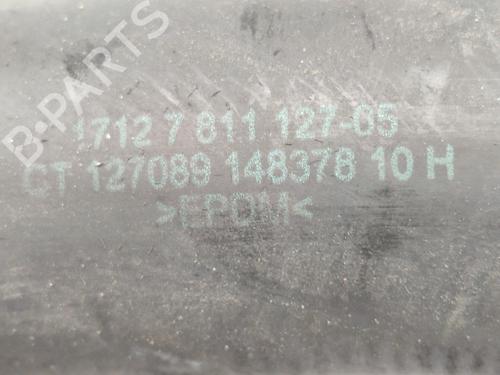 B-PARTS
1712 7 811 127-05
CT 127089 148378 10 H
>EPDM<